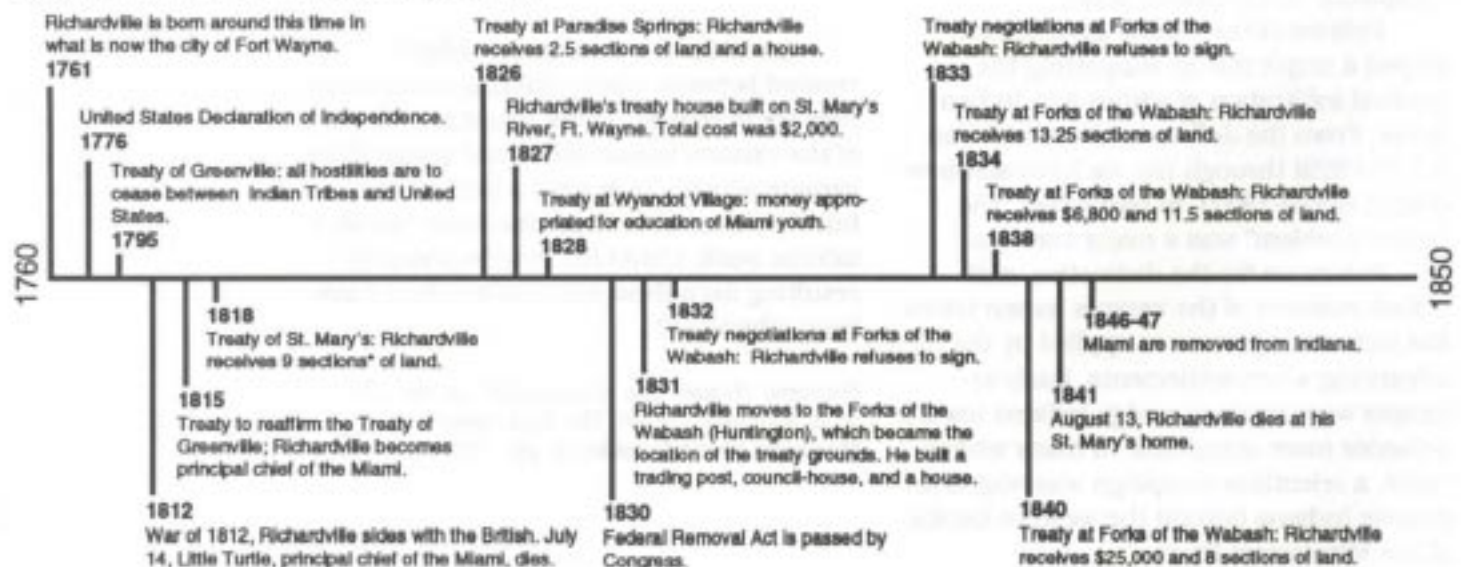 Richardville is born around this time in
what is now the city of Fort Wayne.
1761
United States Declaration of Independence.
1776
Treaty of Greenville: all hostilities are to
cease between Indian Tribes and United
States.
1795
Treaty at Paradise Springs: Richardville
receives 2.5 sections of land and a house.
1826
Richardville's treaty house built on St. Mary's
River, Ft. Wayne. Total cost was $2,000.
1827
Treaty at Wyandot Village: money appro-
priated for education of Miami youth.
1828
Treaty negotiations at Forks of the
Wabash: Richardville refuses to sign.
1833
Treaty at Forks of the Wabash: Richardville
receives 13.25 sections of land.
1834
Treaty at Forks of the Wabash: Richardville
receives $6,800 and 11.5 sections of land.
1838
1760
1850
1818
Treaty of St. Mary's: Richardville
receives 9 sections* of land.
1815
Treaty to reaffirm the Treaty of
Greenville; Richardville becomes
principal chief of the Miami.
1812
War of 1812, Richardville sides with the British. July
14, Little Turtle, principal chief of the Miami, dies.
1832
Treaty negotiations at Forks of the
Wabash: Richardville refuses to sign.
1831
Richardville moves to the Forks of the
Wabash (Huntington), which became the
location of the treaty grounds. He built a
trading post, council-house, and a house.
1830
Federal Removal Act is passed by
Congress.
1846-47
Miami are removed from Indiana.
1841
August 13, Richardville dies at his
St. Mary's home.
1840
Treaty at Forks of the Wabash: Richardville
receives $25,000 and 8 sections of land.